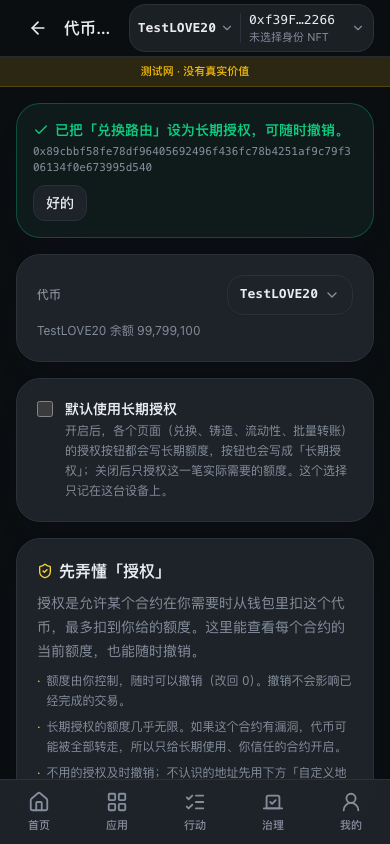 代币...
TestLOVE20
0xf39F…2266
未选择身份 NFT
测试网 · 没有真实价值
已把「兑换路由」设为长期授权，可随时撤销。
0x89cbbf58fe78df96405692496f436fc78b4251af9c79f3
06134f0e673995d540
好的
代币
TestLOVE20
TestLOVE20 余额 99,799,100
默认使用长期授权
开启后，各个页面（兑换、铸造、流动性、批量转账）
的授权按钮都会写长期额度，按钮也会写成「长期授
权」；关闭后只授权这一笔实际需要的额度。这个选择
只记在这台设备上。
先弄懂「授权」
授权是允许某个合约在你需要时从钱包里扣这个代
币，最多扣到你给的额度。这里能查看每个合约的
当前额度，也能随时撤销。
· 额度由你控制，随时可以撤销（改回 0）。撤销不会影响已
经完成的交易。
· 长期授权的额度几乎无限。如果这个合约有漏洞，代币可
能被全部转走，所以只给长期使用、你信任的合约开启。
· 不用的授权及时撤销；不认识的地址先用下方「自定义地
首页
应用
行动
治理
我的